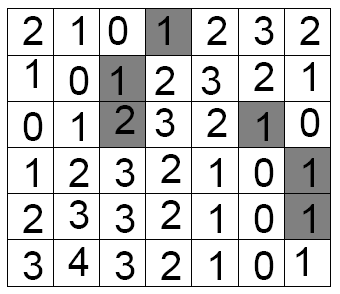 2 1 0 1 2 3 2
1 0 1 2 3 2 1
0 1 2 3 2 1 0
1 2 3 2 1 0 1
2 3 3 2 1 0 1
3 4 3 2 1 0 1